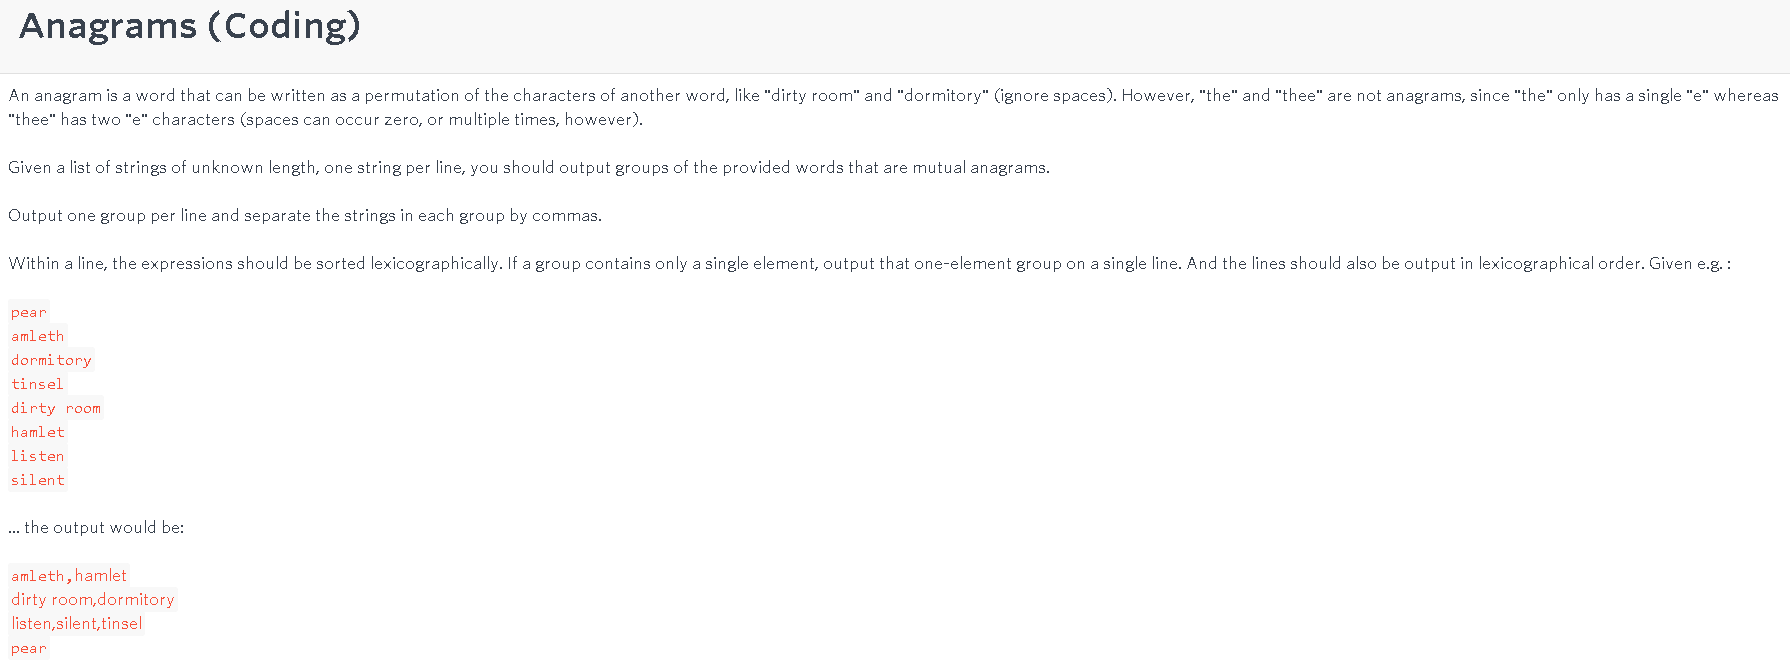 Anagrams (Coding)
An anagram is a word that can be written as a permutation of the characters of another word, like "dirty room" and "dormitory" (ignore spaces). However, "the" and "thee" are not anagrams, since "the" only has a single "e" whereas
"thee" has two "e" characters (spaces can occur zero, or multiple times, however).
Given a list of strings of unknown length, one string per line, you should output groups of the provided words that are mutual anagrams.
Output one group per line and separate the strings in each group by commas.
Within a line, the expressions should be sorted lexicographically. If a group contains only a single element, output that one-element group on a single line. And the lines should also be output in lexicographical order. Given e.g. :
pear
amleth
dormitory
tinsel
dirty room
hamlet
listen
silent
... the output would be:
amleth,hamlet
dirty room,dormitory
listen,silent,tinsel
pear